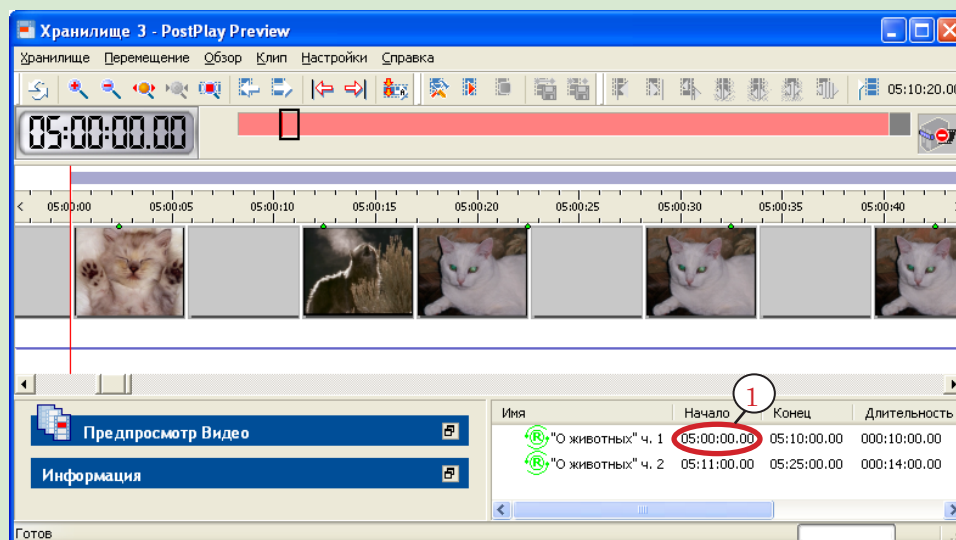 Хранилище 3 - PostPlay Preview
Хранилище Перемещение Обзор Клип Настройки Справка
05:10:20.00
05:00:00.00
< 05:00:00 05:00:05 05:00:10 05:00:15 05:00:20 05:00:25 05:00:30 05:00:35 05:00:40
1
Имя Начало Конец Длительность
Предпросмотр Видео
R "О животных" ч. 1 05:00:00.00 05:10:00.00 000:10:00.00
R "О животных" ч. 2 05:11:00.00 05:25:00.00 000:14:00.00
Информация
Готов